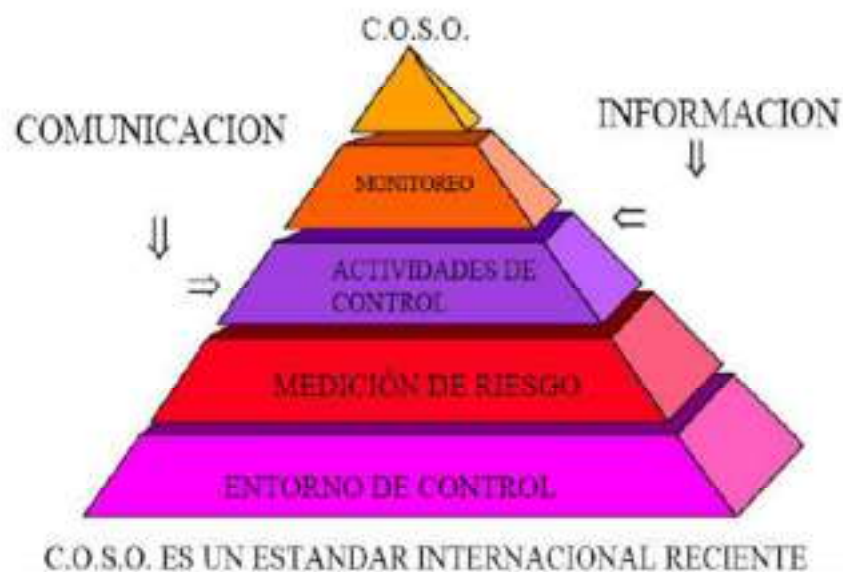 C.O.S.O.
COMUNICACION
INFORMACION
MONITOREO
ACTIVIDADES DE
CONTROL
MEDICIÓN DE RIESGO
ENTORNO DE CONTROL
C.O.S.O. ES UN ESTANDAR INTERNACIONAL RECIENTE